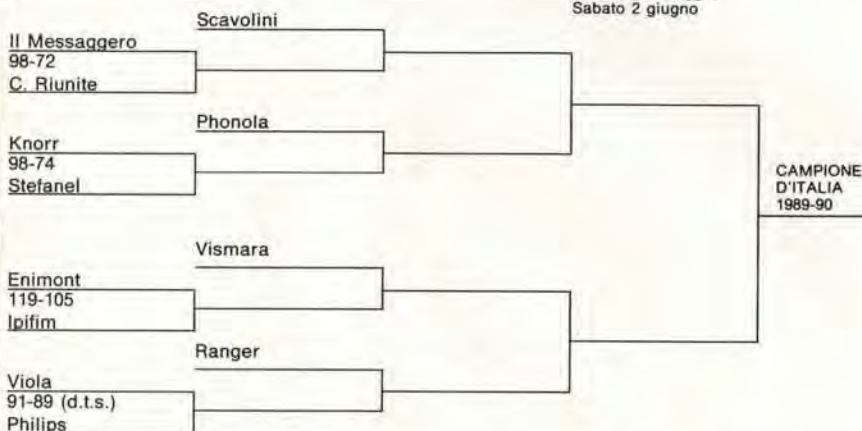 Sabato 2 giugno
Scavolini
Il Messaggero
98-72
C. Riunite
Phonola
Knorr
98-74
Stefanel
CAMPIONE
D'ITALIA
1989-90
Vismara
Enimont
119-105
Ipifim
Ranger
Viola
91-89 (d.t.s.)
Philips